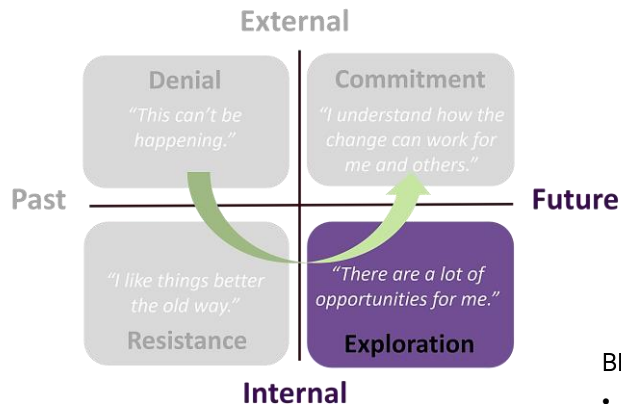 External
Denial
“This can’t be
happening.”
Commitment
“I understand how the
change can work for
me and others.”
Past
Future
“I like things better
the old way.”
Resistance
“There are a lot of
opportunities for me.”
Exploration
Internal